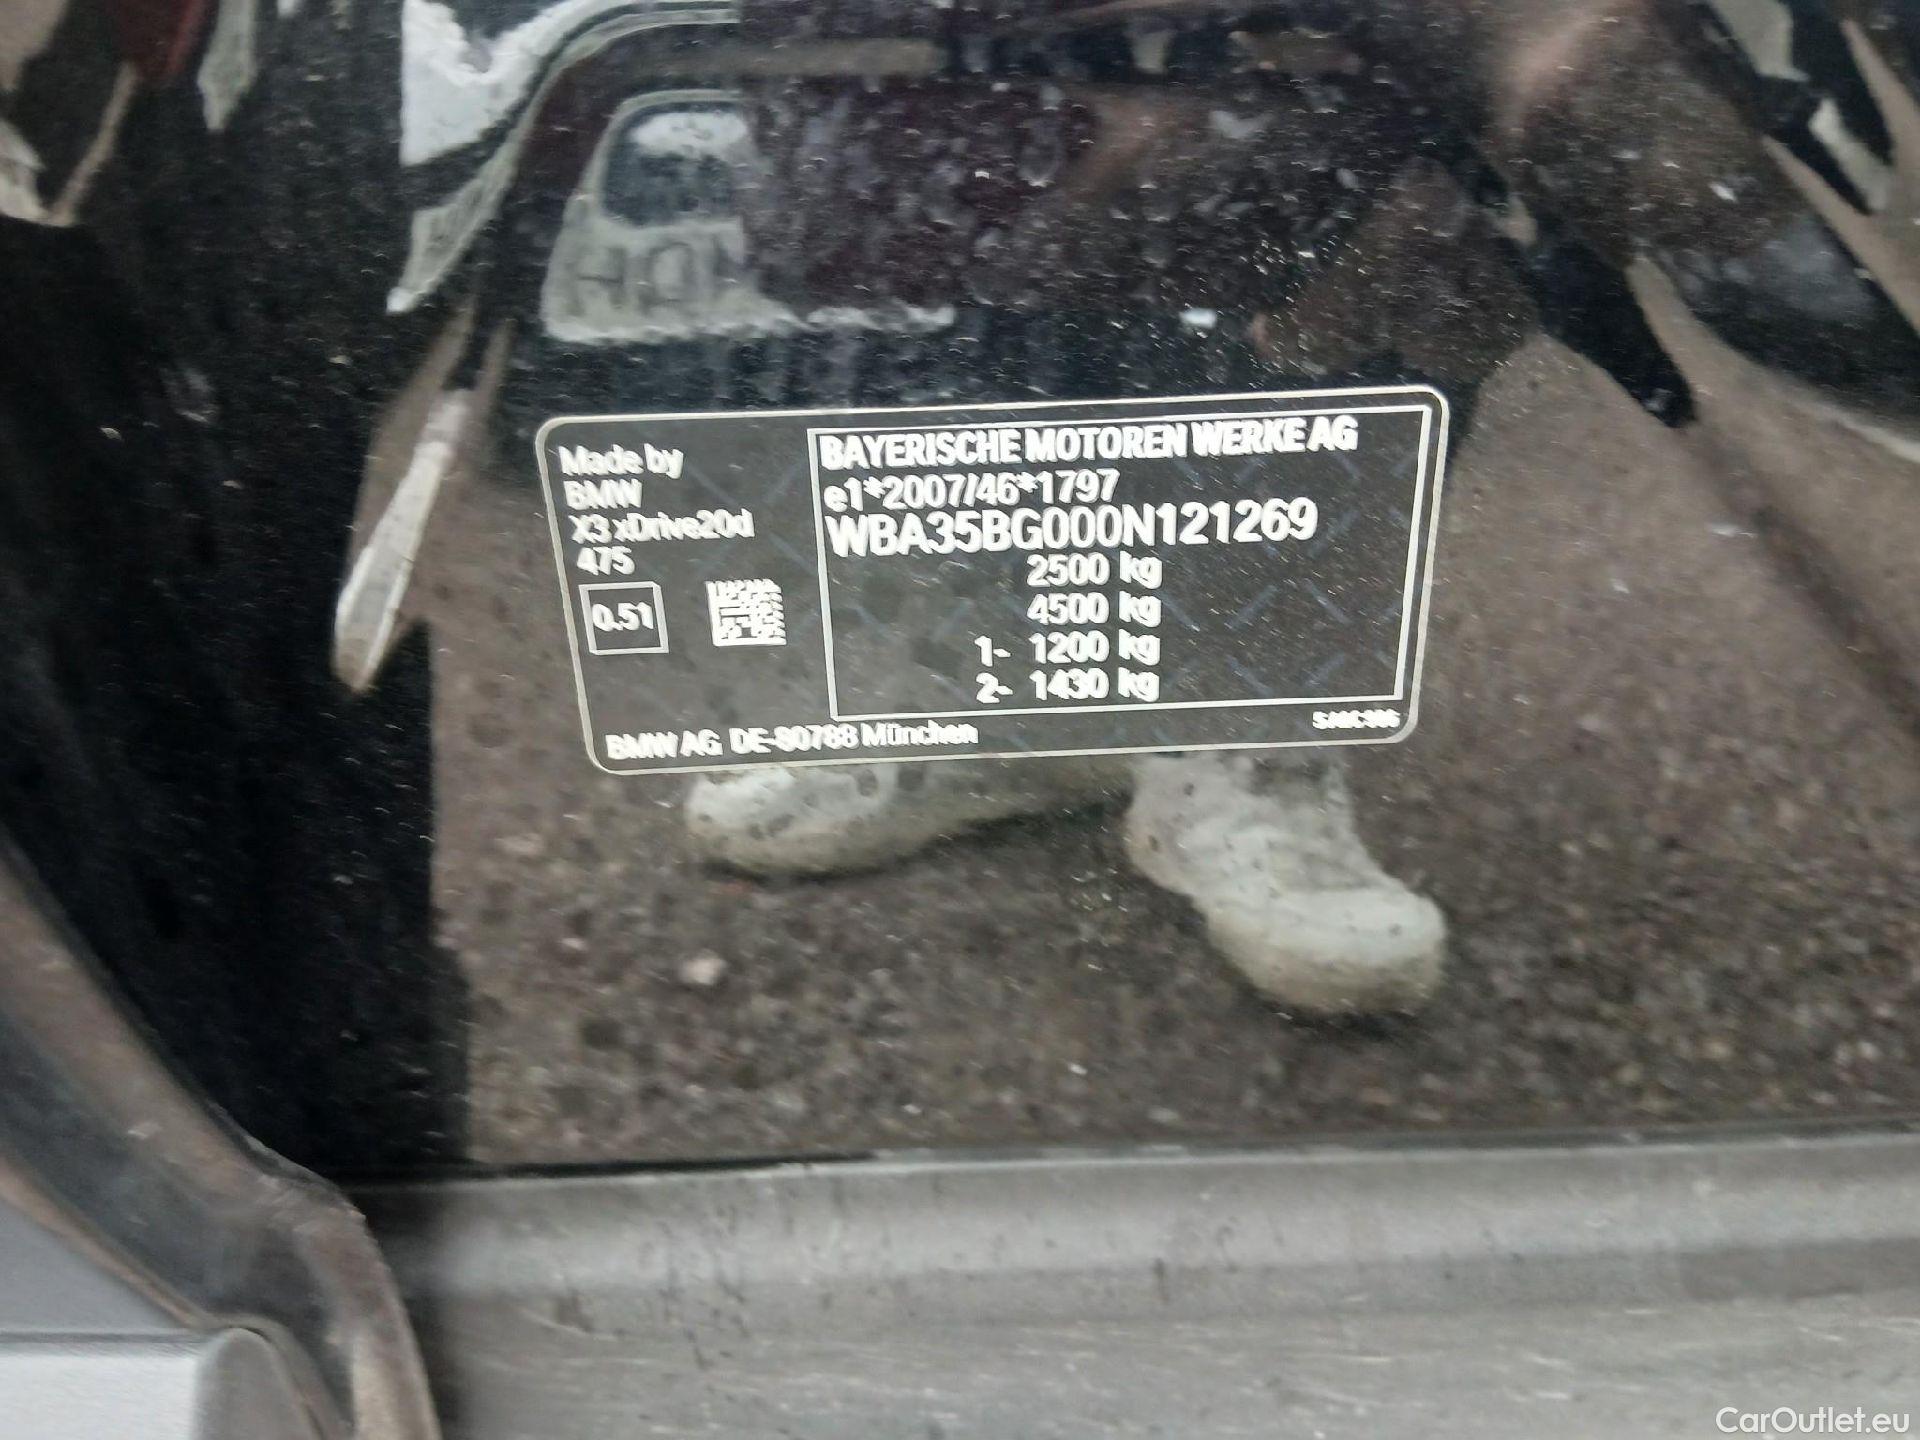 Made by
BMW
X3 xDrive20d
475
0.51
BAYERISCHE MOTOREN WERKE AG
e1*2007/46*1797
WBA35BG000N121269
2500 kg
4500 kg
1- 1200 kg
2- 1430 kg
BMW AG DE-80788 München
CarOutlet.eu